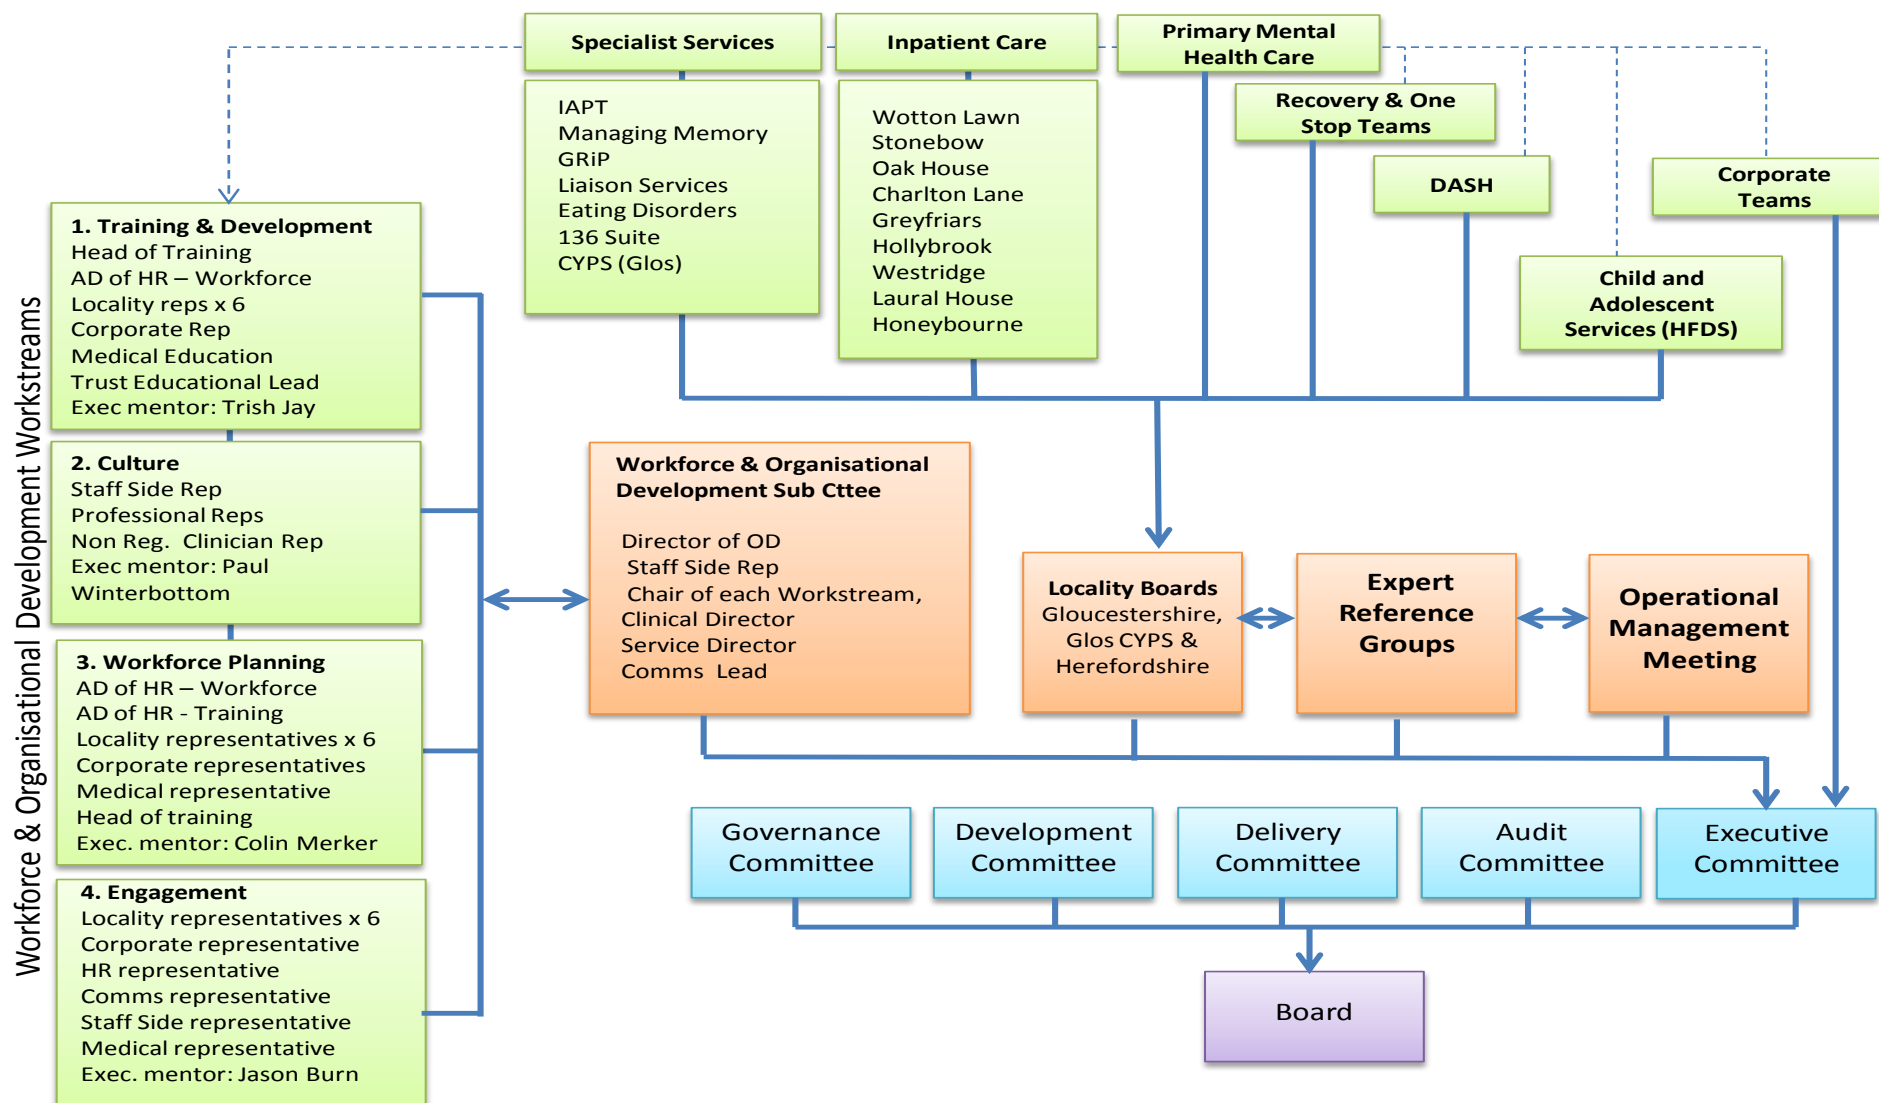 Specialist Services
Inpatient Care
Primary Mental
Health Care
IAPT
Managing Memory
GRiP
Liaison Services
Eating Disorders
136 Suite
CYPS (Glos)
Wotton Lawn
Stonebow
Oak House
Charlton Lane
Greyfriars
Hollybrook
Westridge
Laural House
Honeybourne
Recovery & One
Stop Teams
DASH
Corporate
Teams
Child and
Adolescent
Services (HFDS)
Workforce & Organisational Development Workstreams
1. Training & Development
Head of Training
AD of HR – Workforce
Locality reps x 6
Corporate Rep
Medical Education
Trust Educational Lead
Exec mentor: Trish Jay
2. Culture
Staff Side Rep
Professional Reps
Non Reg. Clinician Rep
Exec mentor: Paul
Winterbottom
3. Workforce Planning
AD of HR – Workforce
AD of HR - Training
Locality representatives x 6
Corporate representatives
Medical representative
Head of training
Exec. mentor: Colin Merker
4. Engagement
Locality representatives x 6
Corporate representative
HR representative
Comms representative
Staff Side representative
Medical representative
Exec. mentor: Jason Burn
Workforce & Organisational
Development Sub Cttee
Director of OD
Staff Side Rep
Chair of each Workstream,
Clinical Director
Service Director
Comms Lead
Locality Boards
Gloucestershire,
Glos CYPS &
Herefordshire
Expert
Reference
Groups
Operational
Management
Meeting
Governance
Committee
Development
Committee
Delivery
Committee
Audit
Committee
Executive
Committee
Board